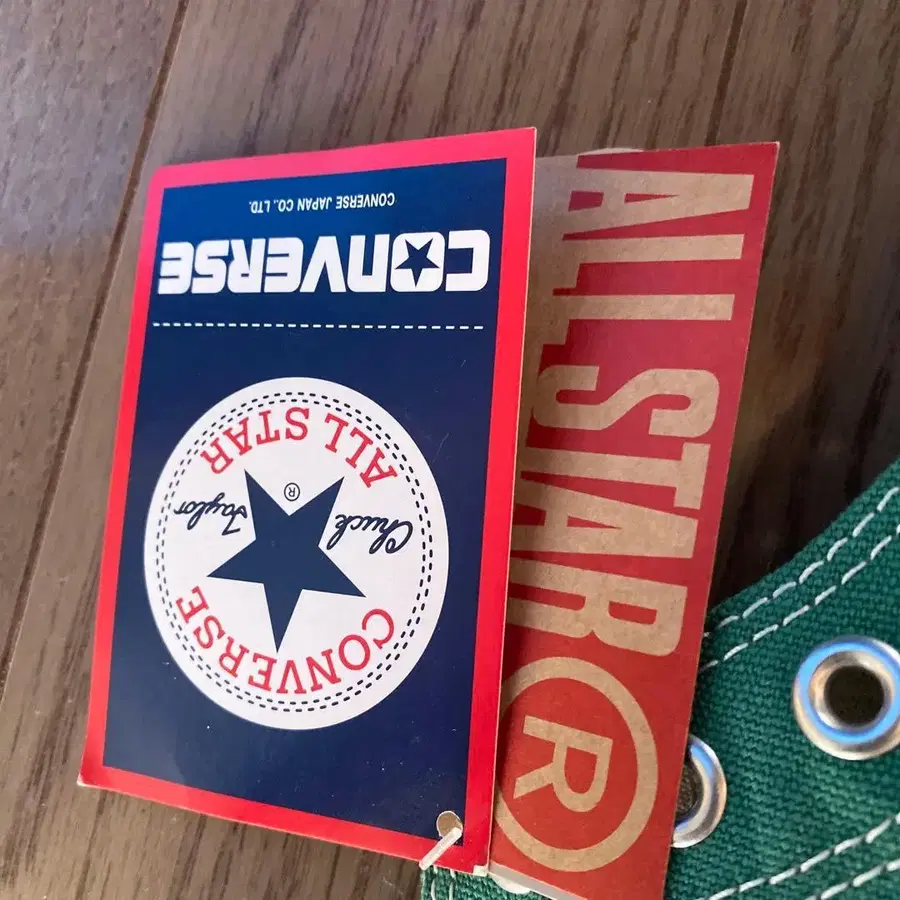 CONVERSE
ALL STAR
®
Chuck Taylor
CONVERSE
CONVERSE JAPAN CO., LTD.
ALL STAR ®